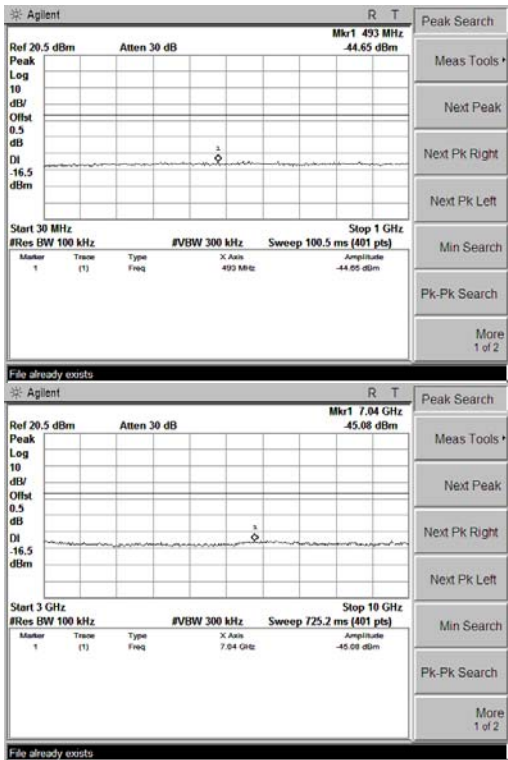 Agilent R T
Mkr1 493 MHz
Ref 20.5 dBm Atten 30 dB -44.65 dBm
Peak
Log
10
dB/
Offst
0.5
dB
DI
-16.5
dBm
1
Start 30 MHz Stop 1 GHz
#Res BW 100 kHz #VBW 300 kHz Sweep 100.5 ms (401 pts)
Marker Trace Type X Axis Amplitude
1 (1) Freq 493 MHz -44.65 dBm
File already exists
Peak Search
Meas Tools
Next Peak
Next Pk Right
Next Pk Left
Min Search
Pk-Pk Search
More
1 of 2
Agilent R T
Mkr1 7.04 GHz
Ref 20.5 dBm Atten 30 dB -45.08 dBm
Peak
Log
10
dB/
Offst
0.5
dB
DI
-16.5
dBm
1
Start 3 GHz Stop 10 GHz
#Res BW 100 kHz #VBW 300 kHz Sweep 725.2 ms (401 pts)
Marker Trace Type X Axis Amplitude
1 (1) Freq 7.04 GHz -45.08 dBm
File already exists
Peak Search
Meas Tools
Next Peak
Next Pk Right
Next Pk Left
Min Search
Pk-Pk Search
More
1 of 2